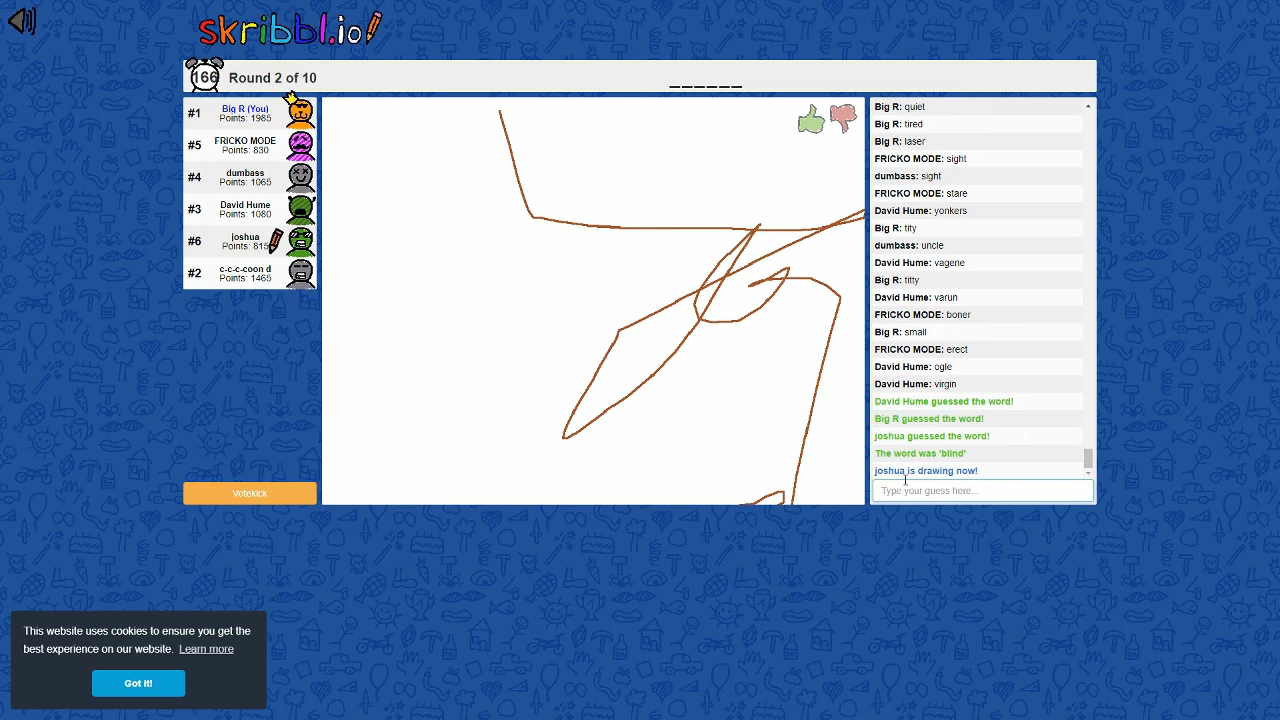 skribbl.io
166 Round 2 of 10
______
#1 Big R (You)
Points: 1985
#5 FRICKO MODE
Points: 830
#4 dumbass
Points: 1065
#3 David Hume
Points: 1080
#6 joshua
Points: 815
#2 c-c-c-coon d
Points: 1465
Votekick
Big R: quiet
Big R: tired
Big R: laser
FRICKO MODE: sight
dumbass: sight
FRICKO MODE: stare
David Hume: yonkers
Big R: tity
dumbass: uncle
David Hume: vagene
Big R: titty
David Hume: varun
FRICKO MODE: boner
Big R: small
FRICKO MODE: erect
David Hume: ogle
David Hume: virgin
David Hume guessed the word!
Big R guessed the word!
joshua guessed the word!
The word was 'blind'
joshua is drawing now!
Type your guess here...
This website uses cookies to ensure you get the
best experience on our website. Learn more
Got it!